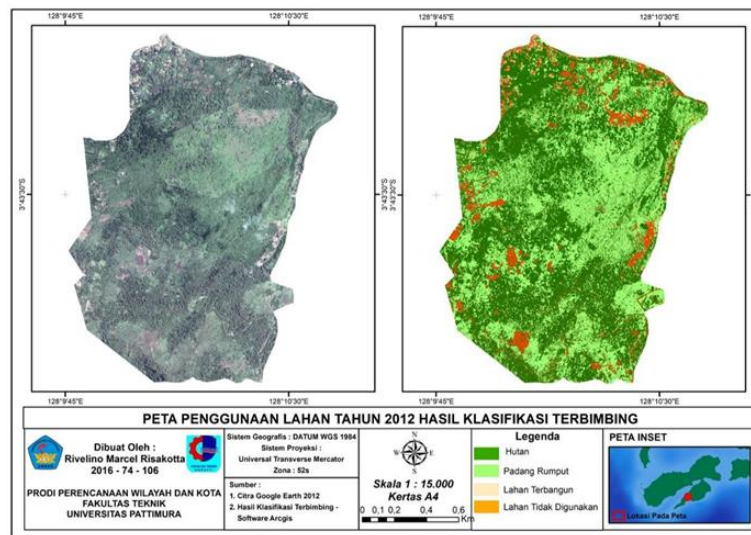 128°9'45"E
128°10'30"E
128°9'45"E
128°10'30"E
3°43'30"S
3°43'30"S
128°9'45"E
128°10'30"E
128°9'45"E
128°10'30"E
PETA PENGGUNAAN LAHAN TAHUN 2012 HASIL KLASIFIKASI TERBIMBING
Dibuat Oleh :
Rivelino Marcel Risakotta
2016 - 74 - 106
PRODI PERENCANAAN WILAYAH DAN KOTA
FAKULTAS TEKNIK
UNIVERSITAS PATTIMURA
Sistem Geografis : DATUM WGS 1984
Sistem Proyeksi :
Universal Transverse Mercator
Zona : 52s
Sumber :
1. Citra Google Earth 2012
2. Hasil Klasifikasi Terbimbing -
Software Arcgis
N
Skala 1 : 15.000
Kertas A4
0 0,1 0,2 0,4 0,6
Km
Legenda
Hutan
Padang Rumput
Lahan Terbangun
Lahan Tidak Digunakan
PETA INSET
Lokasi Pada Peta